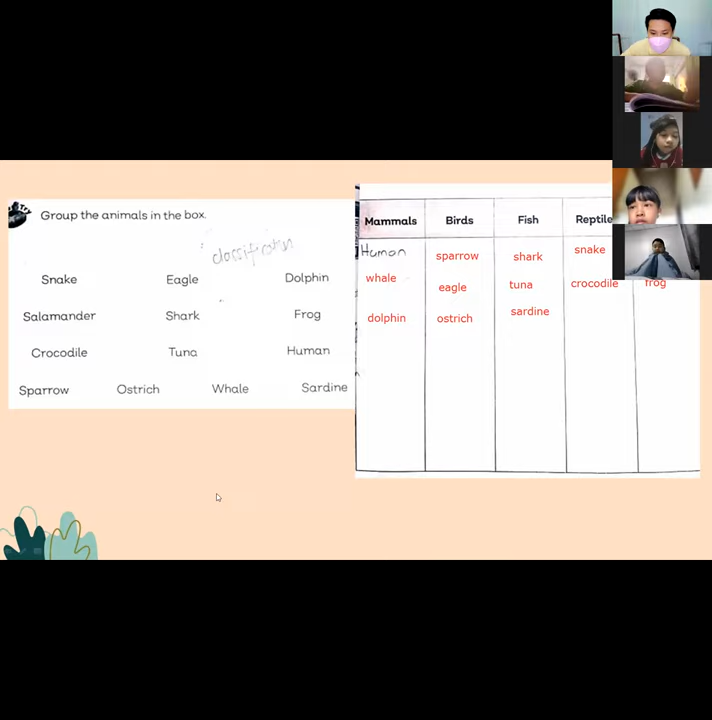 Group the animals in the box.
classification
Snake Eagle Dolphin
Salamander Shark Frog
Crocodile Tuna Human
Sparrow Ostrich Whale Sardine
Mammals Birds Fish Reptile
Human sparrow shark snake
whale eagle tuna crocodile frog
dolphin ostrich sardine